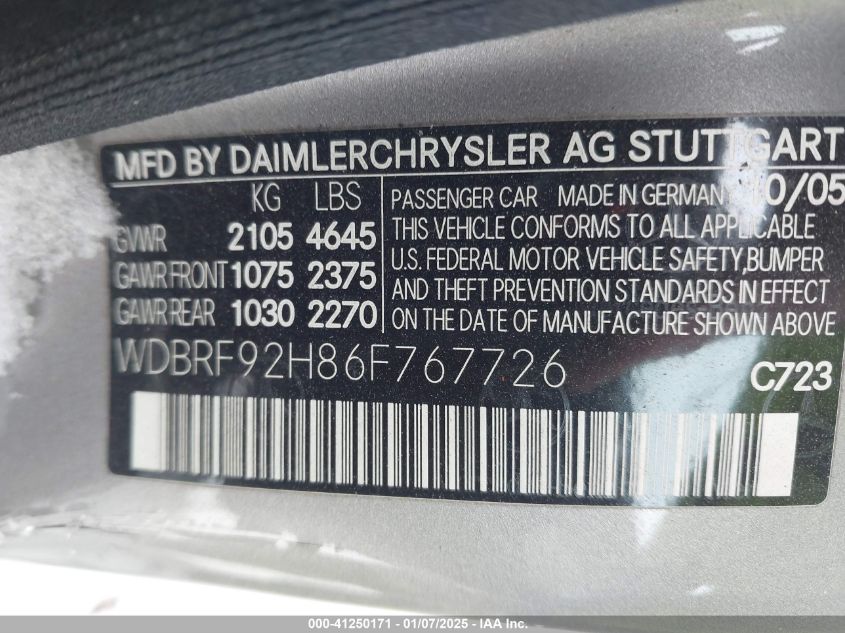 MFD BY DAIMLERCHRYSLER AG STUTTGART
KG LBS
GVWR 2105 4645
GAWR FRONT 1075 2375
GAWR REAR 1030 2270
PASSENGER CAR MADE IN GERMANY 10/05
THIS VEHICLE CONFORMS TO ALL APPLICABLE
U.S. FEDERAL MOTOR VEHICLE SAFETY, BUMPER
AND THEFT PREVENTION STANDARDS IN EFFECT
ON THE DATE OF MANUFACTURE SHOWN ABOVE
WDBRF92H86F767726 C723
000-41250171 - 01/07/2025 - IAA Inc.